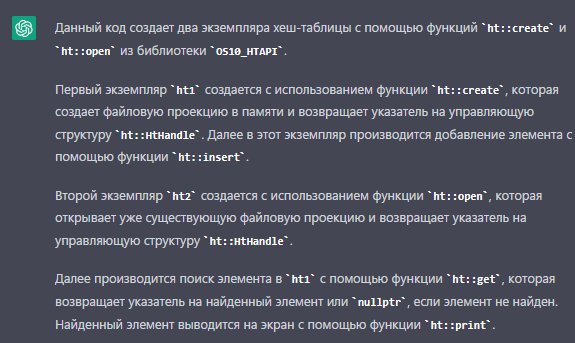 Данный код создает два экземпляра хеш-таблицы с помощью функций `ht::create` и
`ht::open` из библиотеки `OS10_HTAPI`.
Первый экземпляр `ht1` создается с использованием функции `ht::create`, которая
создает файловую проекцию в памяти и возвращает указатель на управляющую
структуру `ht::HtHandle`. Далее в этот экземпляр производится добавление элемента с
помощью функции `ht::insert`.
Второй экземпляр `ht2` создается с использованием функции `ht::open`, которая
открывает уже существующую файловую проекцию и возвращает указатель на
управляющую структуру `ht::HtHandle`.
Далее производится поиск элемента в `ht1` с помощью функции `ht::get`, которая
возвращает указатель на найденный элемент или `nullptr`, если элемент не найден.
Найденный элемент выводится на экран с помощью функции `ht::print`.